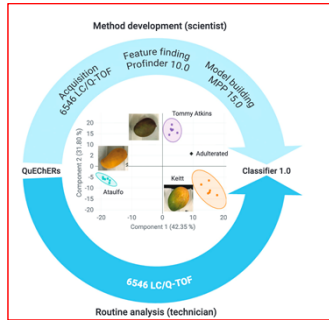 Method development (scientist)
Acquisition
6546 LC/Q-TOF
Feature finding
Profinder 10.0
Model building
MPP 15.0
Tommy Atkins
Adulterated
QuEChERs
Classifier 1.0
Ataulfo
Keitt
Component 2 (31.80 %)
20
15
10
5
0
-5
-10
-15
-20
-20
-10
0
10
20
Component 1 (42.35 %)
6546 LC/Q-TOF
Routine analysis (technician)